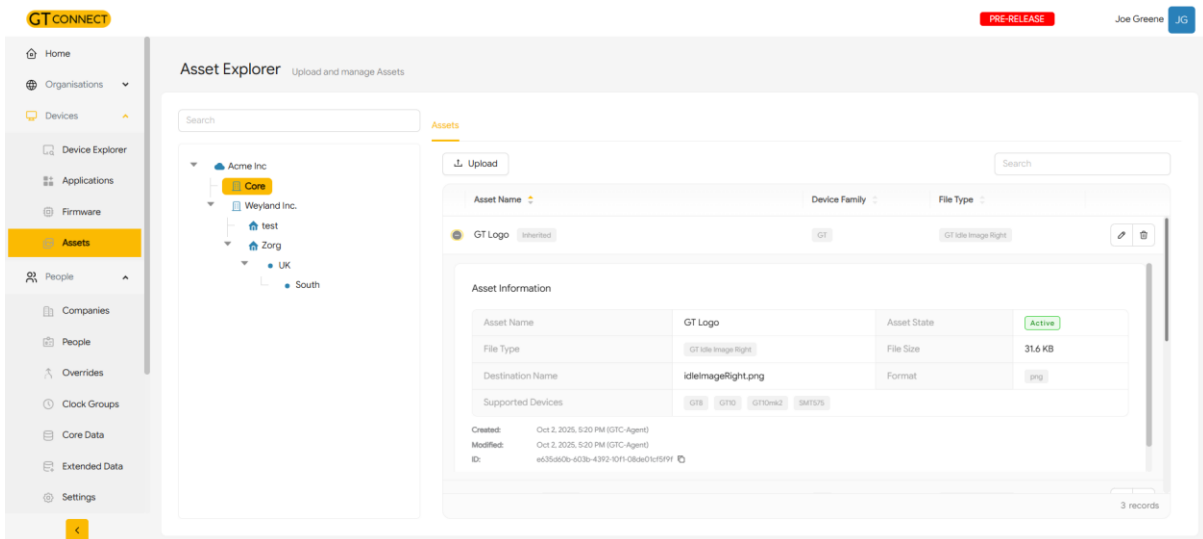 GT CONNECT
PRE-RELEASE
Joe Greene
JG
Home
Organisations
Devices
Device Explorer
Applications
Firmware
Assets
People
Companies
People
Overrides
Clock Groups
Core Data
Extended Data
Settings
Asset Explorer Upload and manage Assets
Search
Acme Inc
Core
Weyland Inc.
test
Zorg
UK
South
Assets
Upload
Search
Asset Name Device Family File Type
GT Logo Inherited GT GT Idle Image Right
Asset Information
Asset Name GT Logo Asset State Active
File Type GT Idle Image Right File Size 31.6 KB
Destination Name idleImageRight.png Format png
Supported Devices GT8 GT10 GT10mk2 SMTS75
Created: Oct 2, 2025, 5:20 PM (GTC-Agent)
Modified: Oct 2, 2025, 5:20 PM (GTC-Agent)
ID: e635d60b-603b-4392-10f1-08de01cf5f9f
3 records